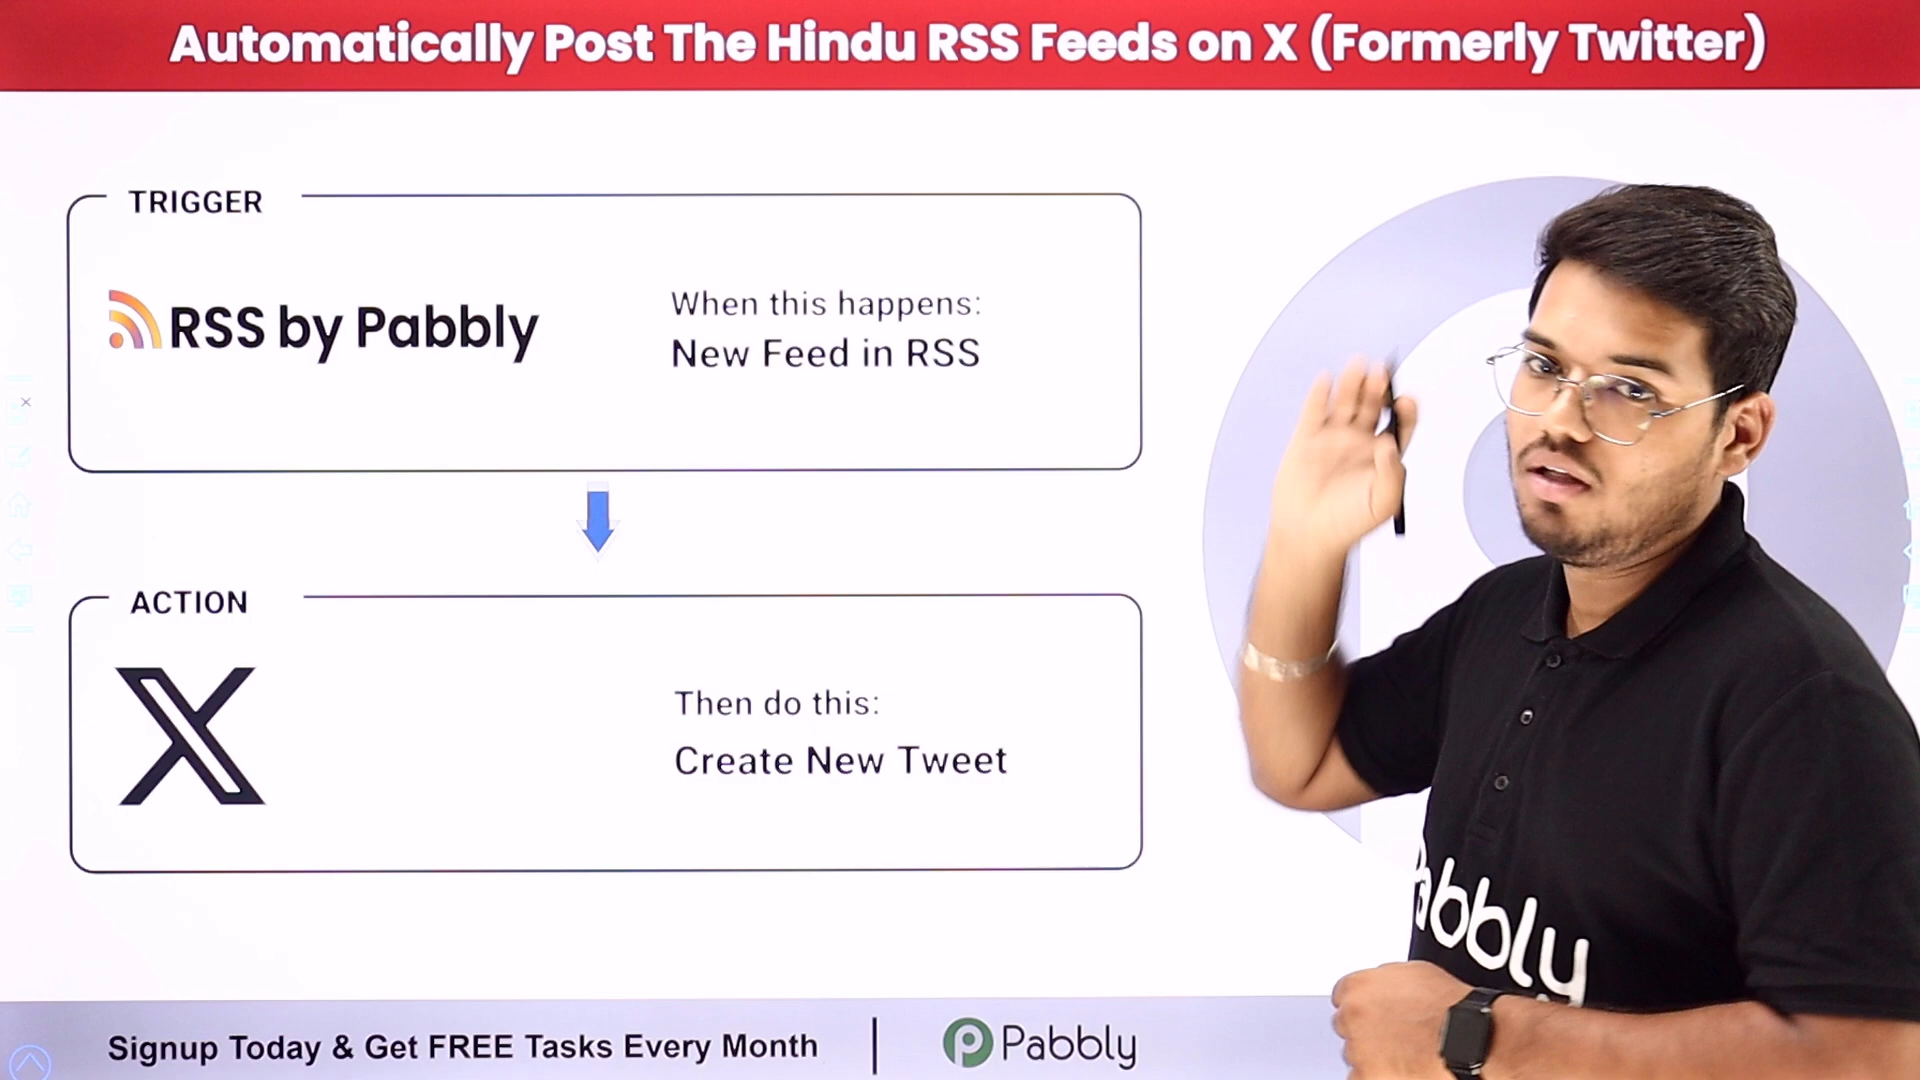 Automatically Post The Hindu RSS Feeds on X (Formerly Twitter)
TRIGGER
RSS by Pabbly
When this happens:
New Feed in RSS
ACTION
X
Then do this:
Create New Tweet
Pabbly
Signup Today & Get FREE Tasks Every Month
Pabbly